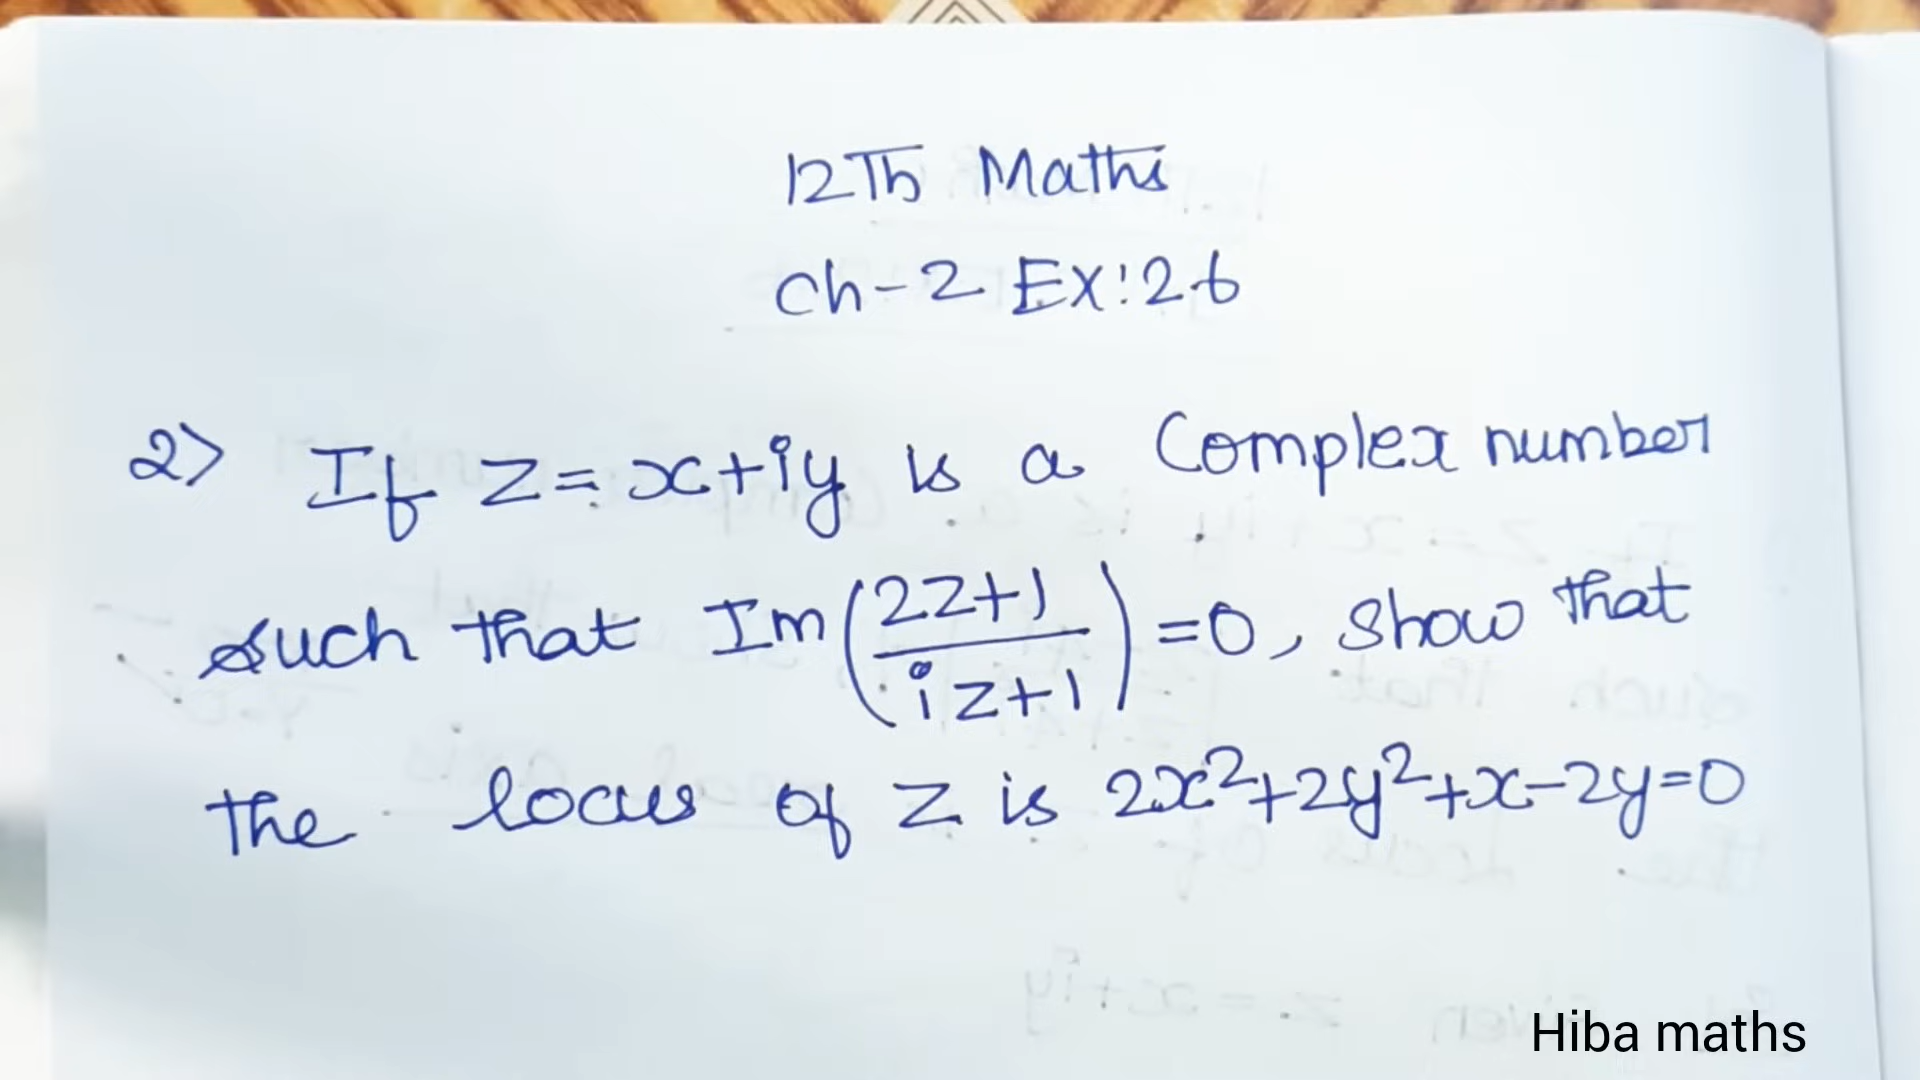 12Th Maths
Ch-2 EX:2.6
2) If z=x+iy is a Complex number
such that Im(2z+1/iz+1)=0, show that
the locus of z is 2x²+2y²+x-2y=0
Hiba maths